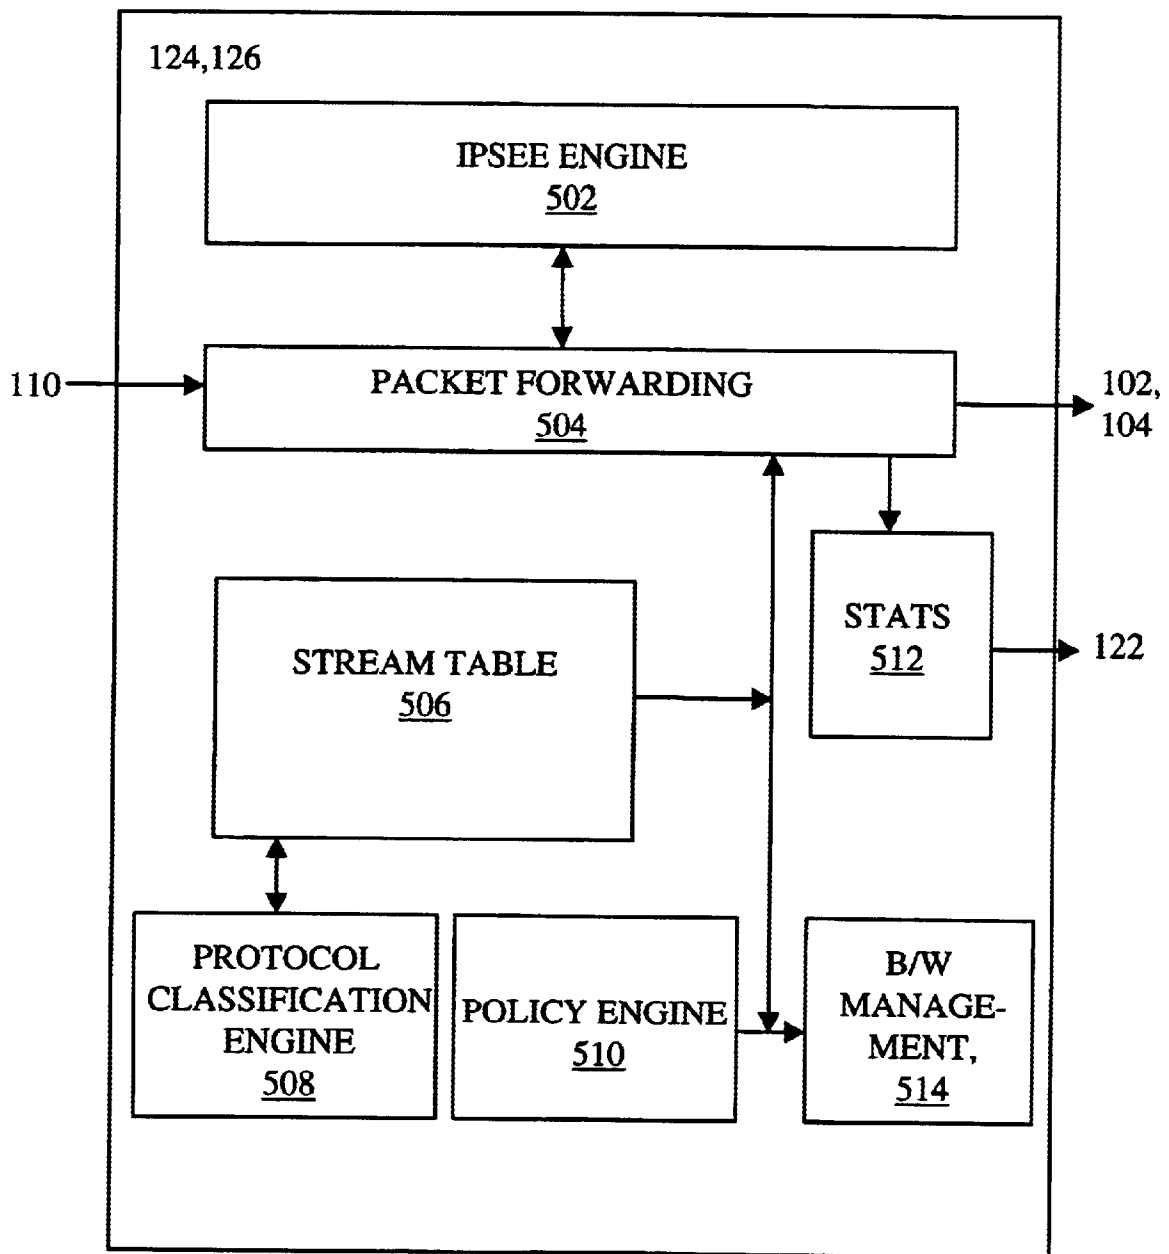 124,126
IPSEE ENGINE
502
110
PACKET FORWARDING
504
102,
104
STREAM TABLE
506
STATS
512
122
PROTOCOL
CLASSIFICATION
ENGINE
508
POLICY ENGINE
510
B/W
MANAGE-
MENT,
514